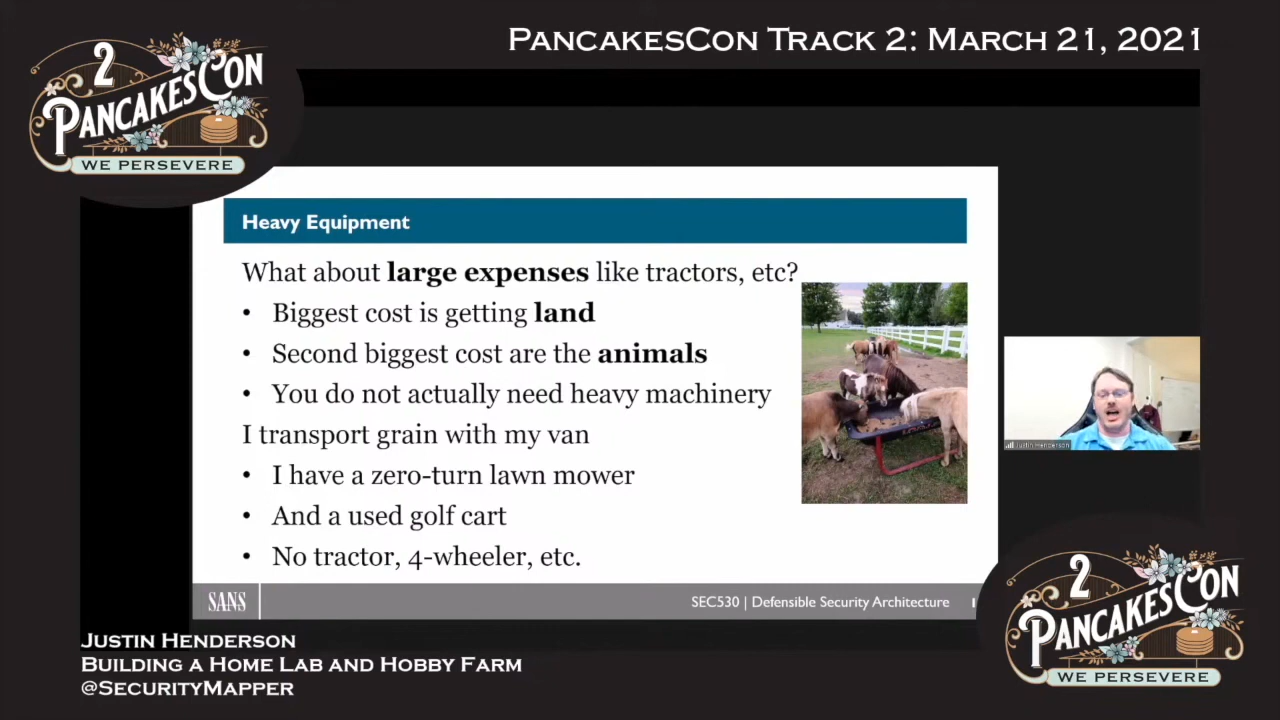 PancakesCon Track 2: March 21, 2021
2
PancakesCon
WE PERSEVERE
Heavy Equipment
What about large expenses like tractors, etc?
• Biggest cost is getting land
• Second biggest cost are the animals
• You do not actually need heavy machinery
I transport grain with my van
• I have a zero-turn lawn mower
• And a used golf cart
• No tractor, 4-wheeler, etc.
Justin Henderson
SANS
SEC530 | Defensible Security Architecture
Justin Henderson
Building a Home Lab and Hobby Farm
@SecurityMapper
2
PancakesCon
WE PERSEVERE